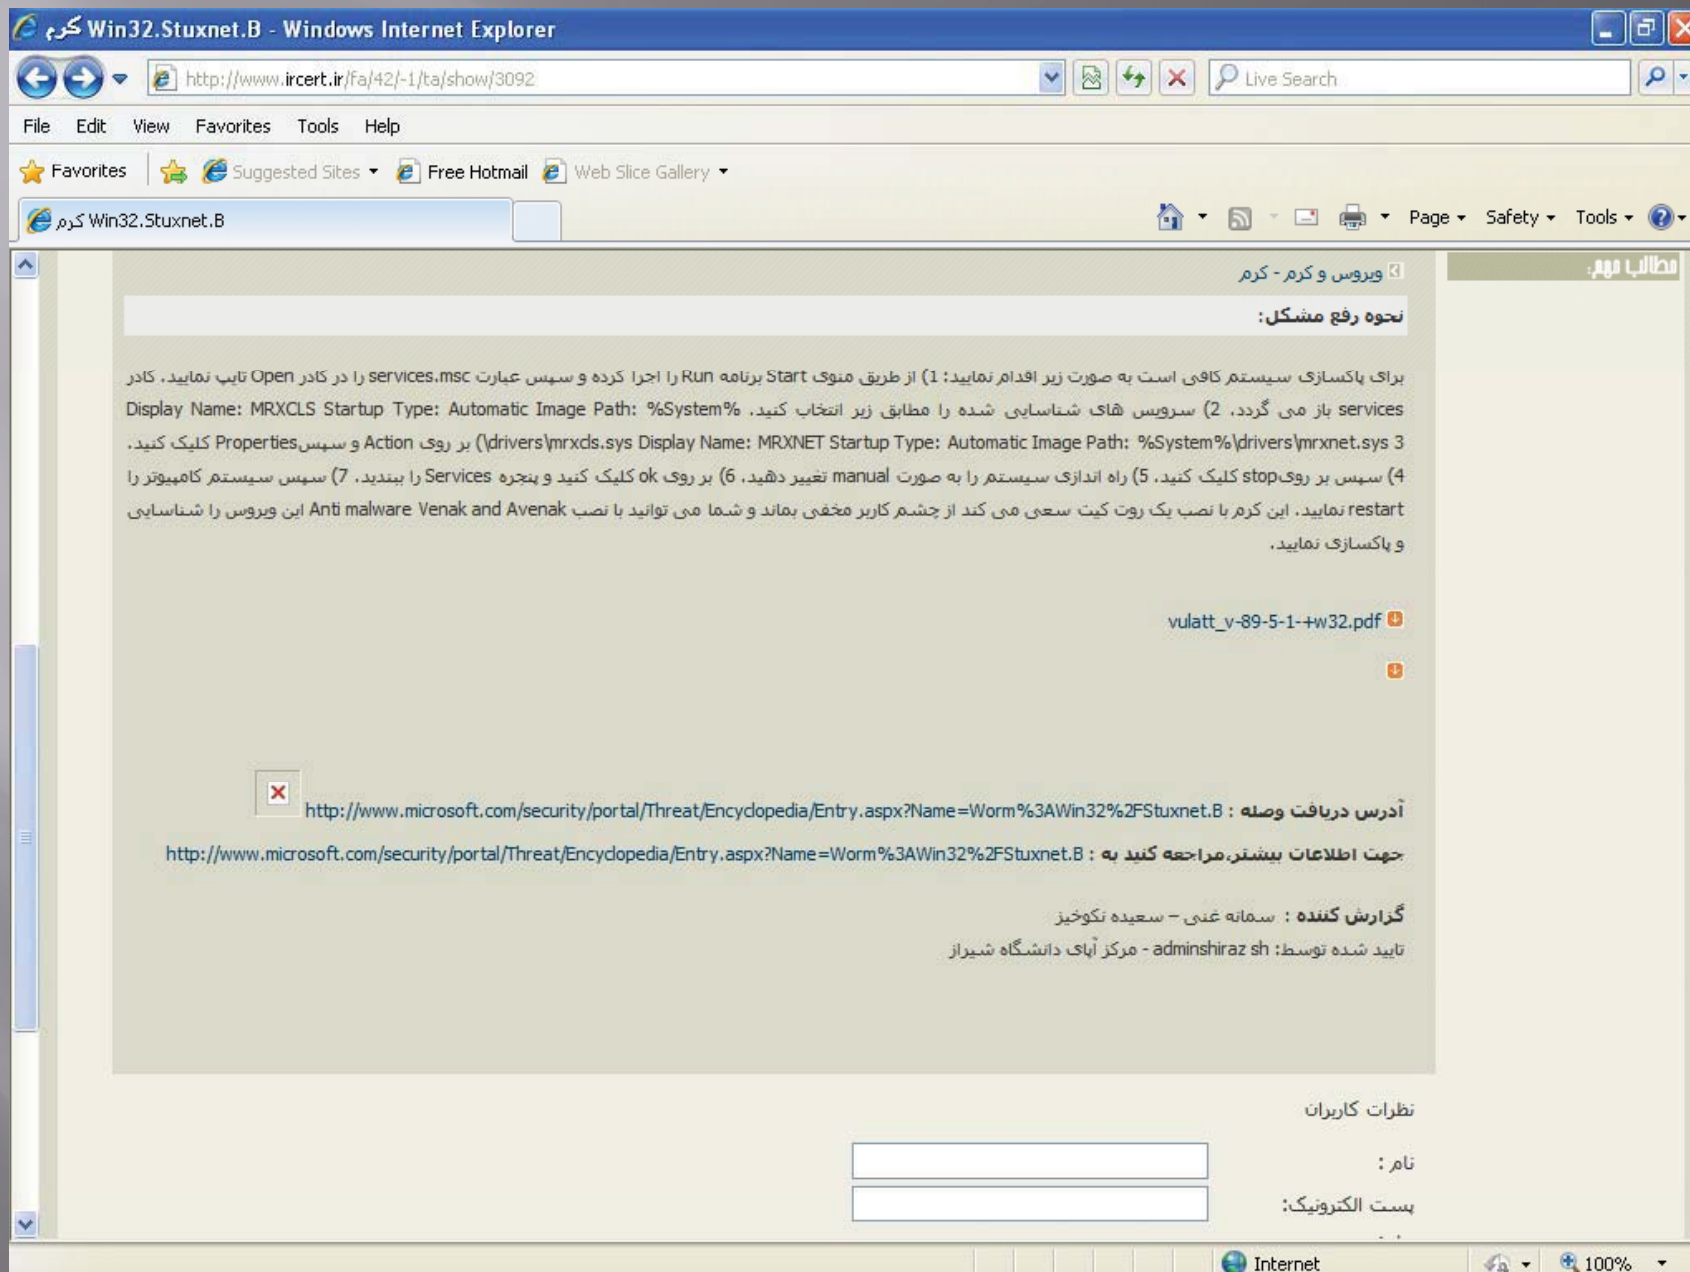 کرم Win32.Stuxnet.B - Windows Internet Explorer
http://www.ircert.ir/fa/42/-1/ta/show/3092
Live Search
File Edit View Favorites Tools Help
Favorites Suggested Sites Free Hotmail Web Slice Gallery
کرم Win32.Stuxnet.B
Page Safety Tools
مطالب مهم:
ویروس و کرم - کرم
نحوه رفع مشکل:
برای پاکسازی سیستم کافی است به صورت زیر اقدام نمایید: 1) از طریق منوی Start برنامه Run را اجرا کرده و سپس عبارت services.msc را در کادر Open تایپ نمایید. کادر
services باز می گردد. 2) سرویس های شناسایی شده را مطابق زیر انتخاب کنید. Display Name: MRXCLS Startup Type: Automatic Image Path: %System%
\drivers\mrxcls.sys Display Name: MRXNET Startup Type: Automatic Image Path: %System%\drivers\mrxnet.sys 3) بر روی Action و سپسProperties کلیک کنید.
4) سپس بر رویstop کلیک کنید. 5) راه اندازی سیستم را به صورت manual تغییر دهید. 6) بر روی ok کلیک کنید و پنجره Services را ببندید. 7) سپس سیستم کامپیوتر را
restart نمایید. این کرم با نصب یک روت کیت سعی می کند از چشم کاربر مخفی بماند و شما می توانید با نصب Anti malware Venak and Avenak این ویروس را شناسایی
و پاکسازی نمایید.
vulatt_v-89-5-1-+w32.pdf
آدرس دریافت وصله : http://www.microsoft.com/security/portal/Threat/Encyclopedia/Entry.aspx?Name=Worm%3AWin32%2FStuxnet.B
جهت اطلاعات بیشتر،مراجعه کنید به : http://www.microsoft.com/security/portal/Threat/Encyclopedia/Entry.aspx?Name=Worm%3AWin32%2FStuxnet.B
گزارش کننده : سمانه غنی – سعیده نکوخیز
تایید شده توسط: adminshiraz sh - مرکز آپای دانشگاه شیراز
نظرات کاربران
نام :
پست الکترونیک:
Internet
100%